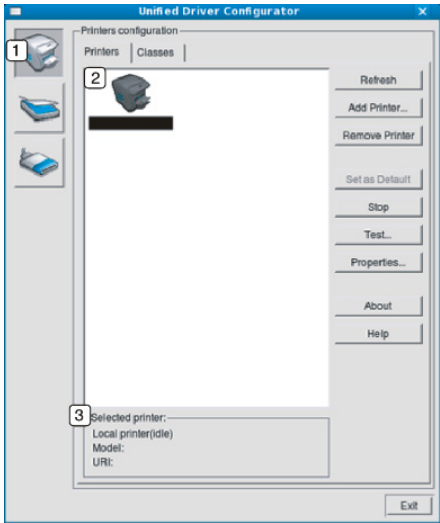 Unified Driver Configurator
Printers configuration
1
Printers
Classes
2
Refresh
Add Printer...
Remove Printer
Set as Default
Stop
Test...
Properties...
About
Help
3
Selected printer:
Local printer(idle)
Model:
URI:
Exit